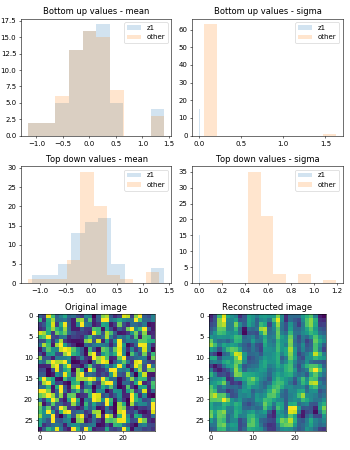 Bottom up values - mean
Bottom up values - sigma
17.5
15.0
12.5
10.0
7.5
5.0
2.5
0.0
z1
other
−1.0 −0.5 0.0 0.5 1.0 1.5
60
50
40
30
20
10
0
z1
other
0.0 0.5 1.0 1.5
Top down values - mean
Top down values - sigma
30
25
20
15
10
5
0
z1
other
−1.0 −0.5 0.0 0.5 1.0 1.5
35
30
25
20
15
10
5
0
z1
other
0.0 0.2 0.4 0.6 0.8 1.0 1.2
Original image
Reconstructed image
0
5
10
15
20
25
0 10 20
0
5
10
15
20
25
0 10 20